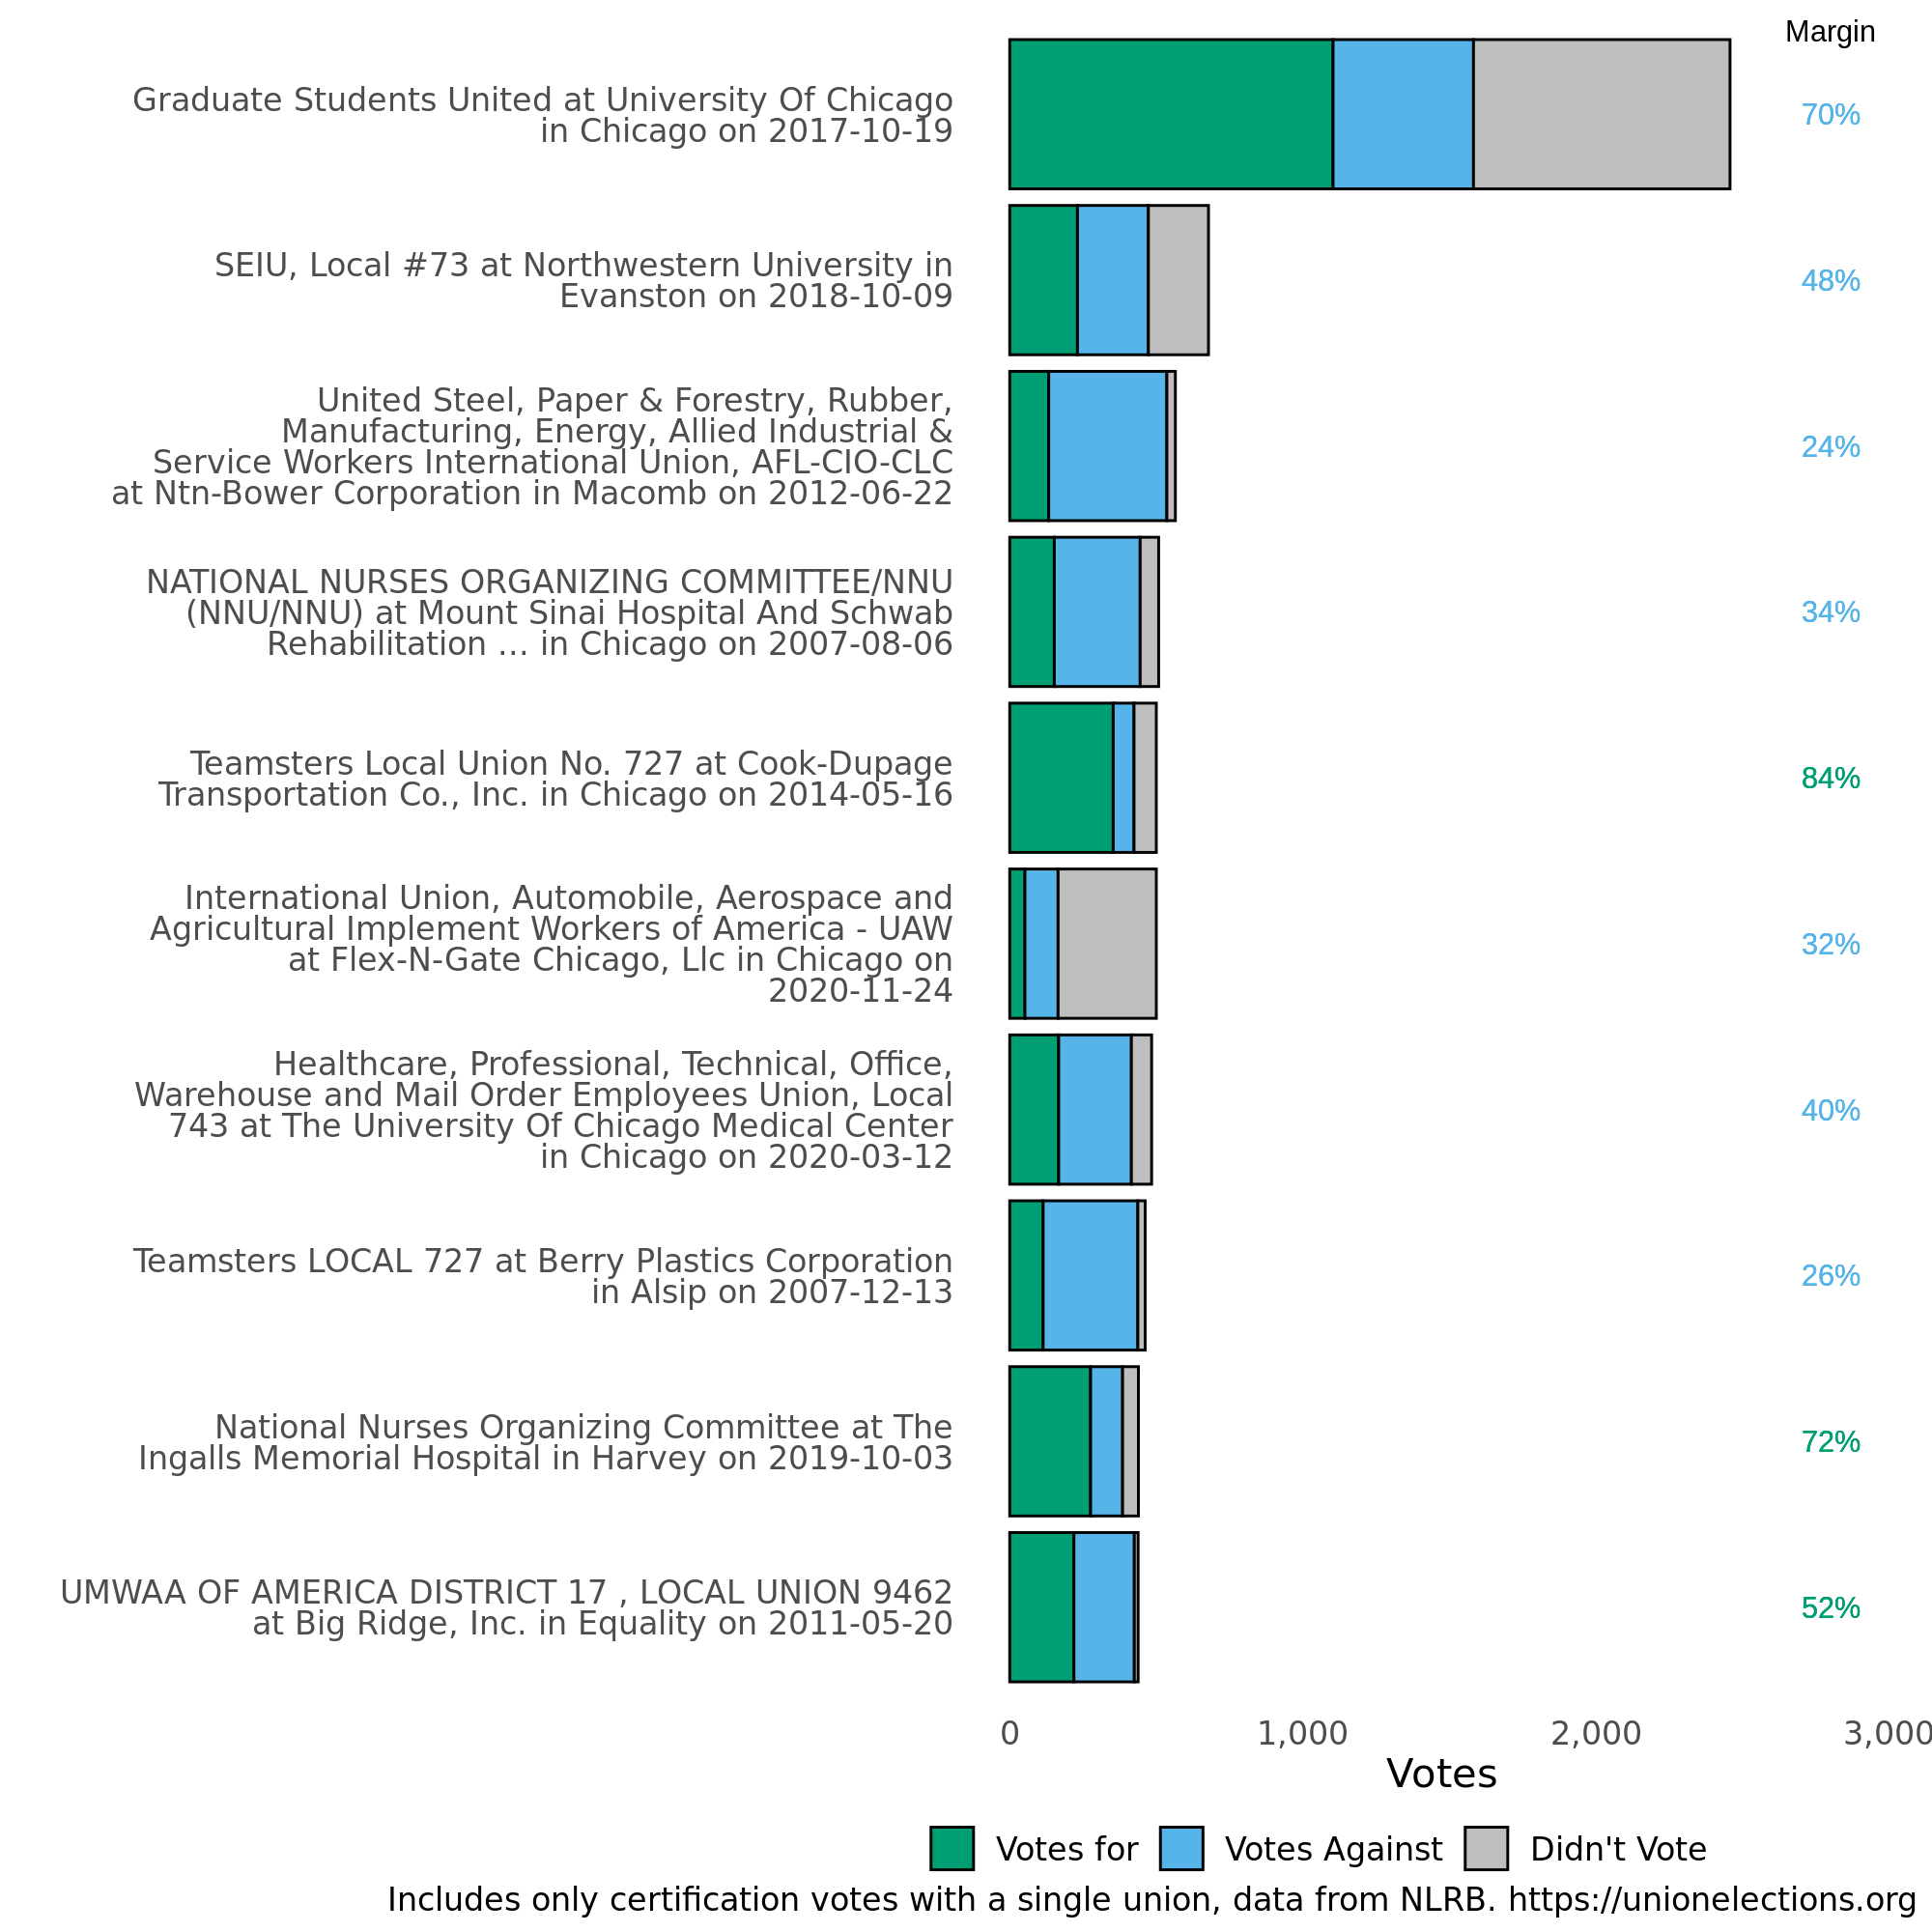 Margin
Graduate Students United at University Of Chicago
in Chicago on 2017-10-19
70%
SEIU, Local #73 at Northwestern University in
Evanston on 2018-10-09
48%
United Steel, Paper & Forestry, Rubber,
Manufacturing, Energy, Allied Industrial &
Service Workers International Union, AFL-CIO-CLC
at Ntn-Bower Corporation in Macomb on 2012-06-22
24%
NATIONAL NURSES ORGANIZING COMMITTEE/NNU
(NNU/NNU) at Mount Sinai Hospital And Schwab
Rehabilitation ... in Chicago on 2007-08-06
34%
Teamsters Local Union No. 727 at Cook-Dupage
Transportation Co., Inc. in Chicago on 2014-05-16
84%
International Union, Automobile, Aerospace and
Agricultural Implement Workers of America - UAW
at Flex-N-Gate Chicago, Llc in Chicago on
2020-11-24
32%
Healthcare, Professional, Technical, Office,
Warehouse and Mail Order Employees Union, Local
743 at The University Of Chicago Medical Center
in Chicago on 2020-03-12
40%
Teamsters LOCAL 727 at Berry Plastics Corporation
in Alsip on 2007-12-13
26%
National Nurses Organizing Committee at The
Ingalls Memorial Hospital in Harvey on 2019-10-03
72%
UMWAA OF AMERICA DISTRICT 17 , LOCAL UNION 9462
at Big Ridge, Inc. in Equality on 2011-05-20
52%
0 1,000 2,000 3,000
Votes
Votes for Votes Against Didn't Vote
Includes only certification votes with a single union, data from NLRB. https://unionelections.org